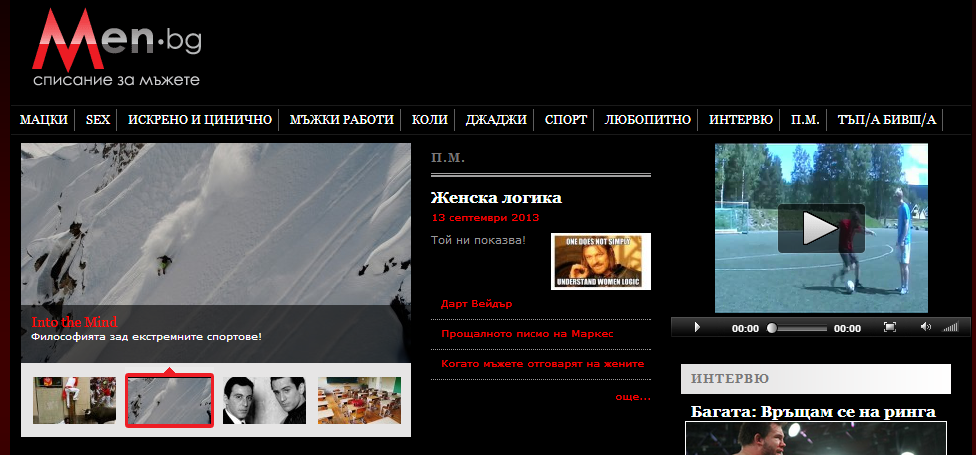 Men.bg
списание за мъжете
МАЦКИ SEX ИСКРЕНО И ЦИНИЧНО МЪЖКИ РАБОТИ КОЛИ ДЖАДЖИ СПОРТ ЛЮБОПИТНО ИНТЕРВЮ П.М. ТЪП/А БИВШ/А
Into the Mind
Философията зад екстремните спортове!
П.М.
Женска логика
13 септември 2013
Той ни показва!
ONE DOES NOT SIMPLY
UNDERSTAND WOMEN LOGIC
Дарт Вейдър
Прощалното писмо на Маркес
Когато мъжете отговарят на жените
още...
00:00 00:00
ИНТЕРВЮ
Багата: Връщам се на ринга